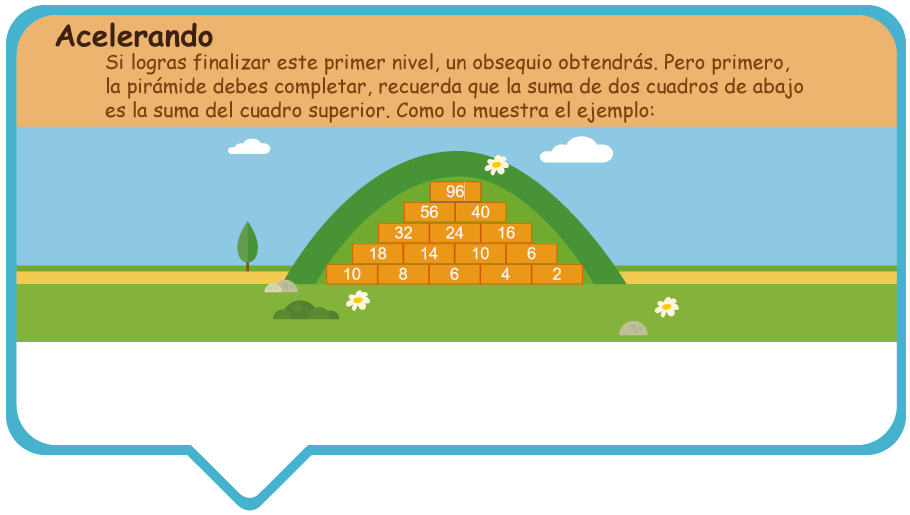 Acelerando
Si logras finalizar este primer nivel, un obsequio obtendrás. Pero primero,
la pirámide debes completar, recuerda que la suma de dos cuadros de abajo
es la suma del cuadro superior. Como lo muestra el ejemplo:
96
56 40
32 24 16
18 14 10 6
10 8 6 4 2